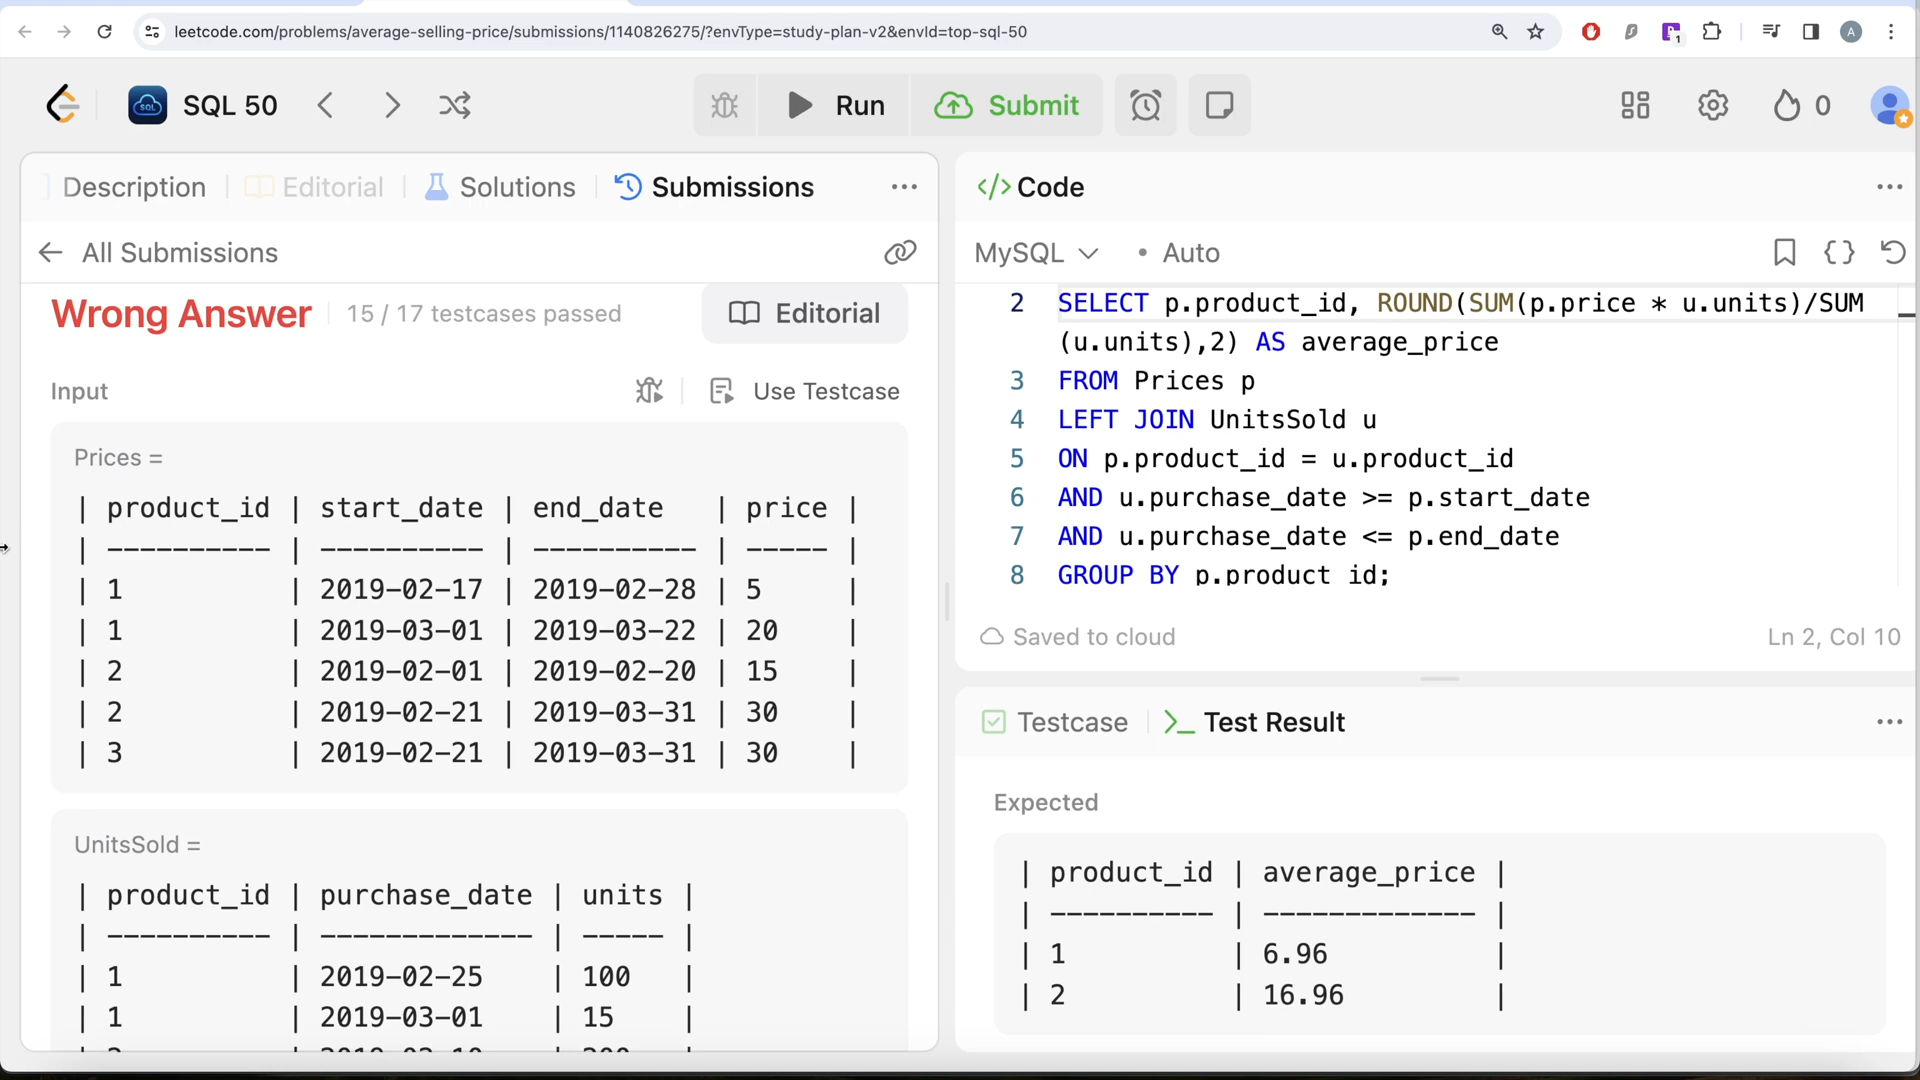 leetcode.com/problems/average-selling-price/submissions/1140826275/?envType=study-plan-v2&envId=top-sql-50
1
A
SQL
SQL 50
Run
Submit
0
Description
Editorial
Solutions
Submissions
All Submissions
Wrong Answer
15 / 17 testcases passed
Editorial
Input
Use Testcase
Prices =
| product_id | start_date | end_date   | price |
| ---------- | ---------- | ---------- | ----- |
| 1          | 2019-02-17 | 2019-02-28 | 5     |
| 1          | 2019-03-01 | 2019-03-22 | 20    |
| 2          | 2019-02-01 | 2019-02-20 | 15    |
| 2          | 2019-02-21 | 2019-03-31 | 30    |
| 3          | 2019-02-21 | 2019-03-31 | 30    |
UnitsSold =
| product_id | purchase_date | units |
| ---------- | ------------- | ----- |
| 1          | 2019-02-25    | 100   |
| 1          | 2019-03-01    | 15    |
</> Code
MySQL
• Auto
2 SELECT p.product_id, ROUND(SUM(p.price * u.units)/SUM
(u.units),2) AS average_price
3 FROM Prices p
4 LEFT JOIN UnitsSold u
5 ON p.product_id = u.product_id
6 AND u.purchase_date >= p.start_date
7 AND u.purchase_date <= p.end_date
8 GROUP BY p.product_id;
Saved to cloud
Ln 2, Col 10
Testcase
Test Result
Expected
| product_id | average_price |
| ---------- | ------------- |
| 1          | 6.96          |
| 2          | 16.96         |